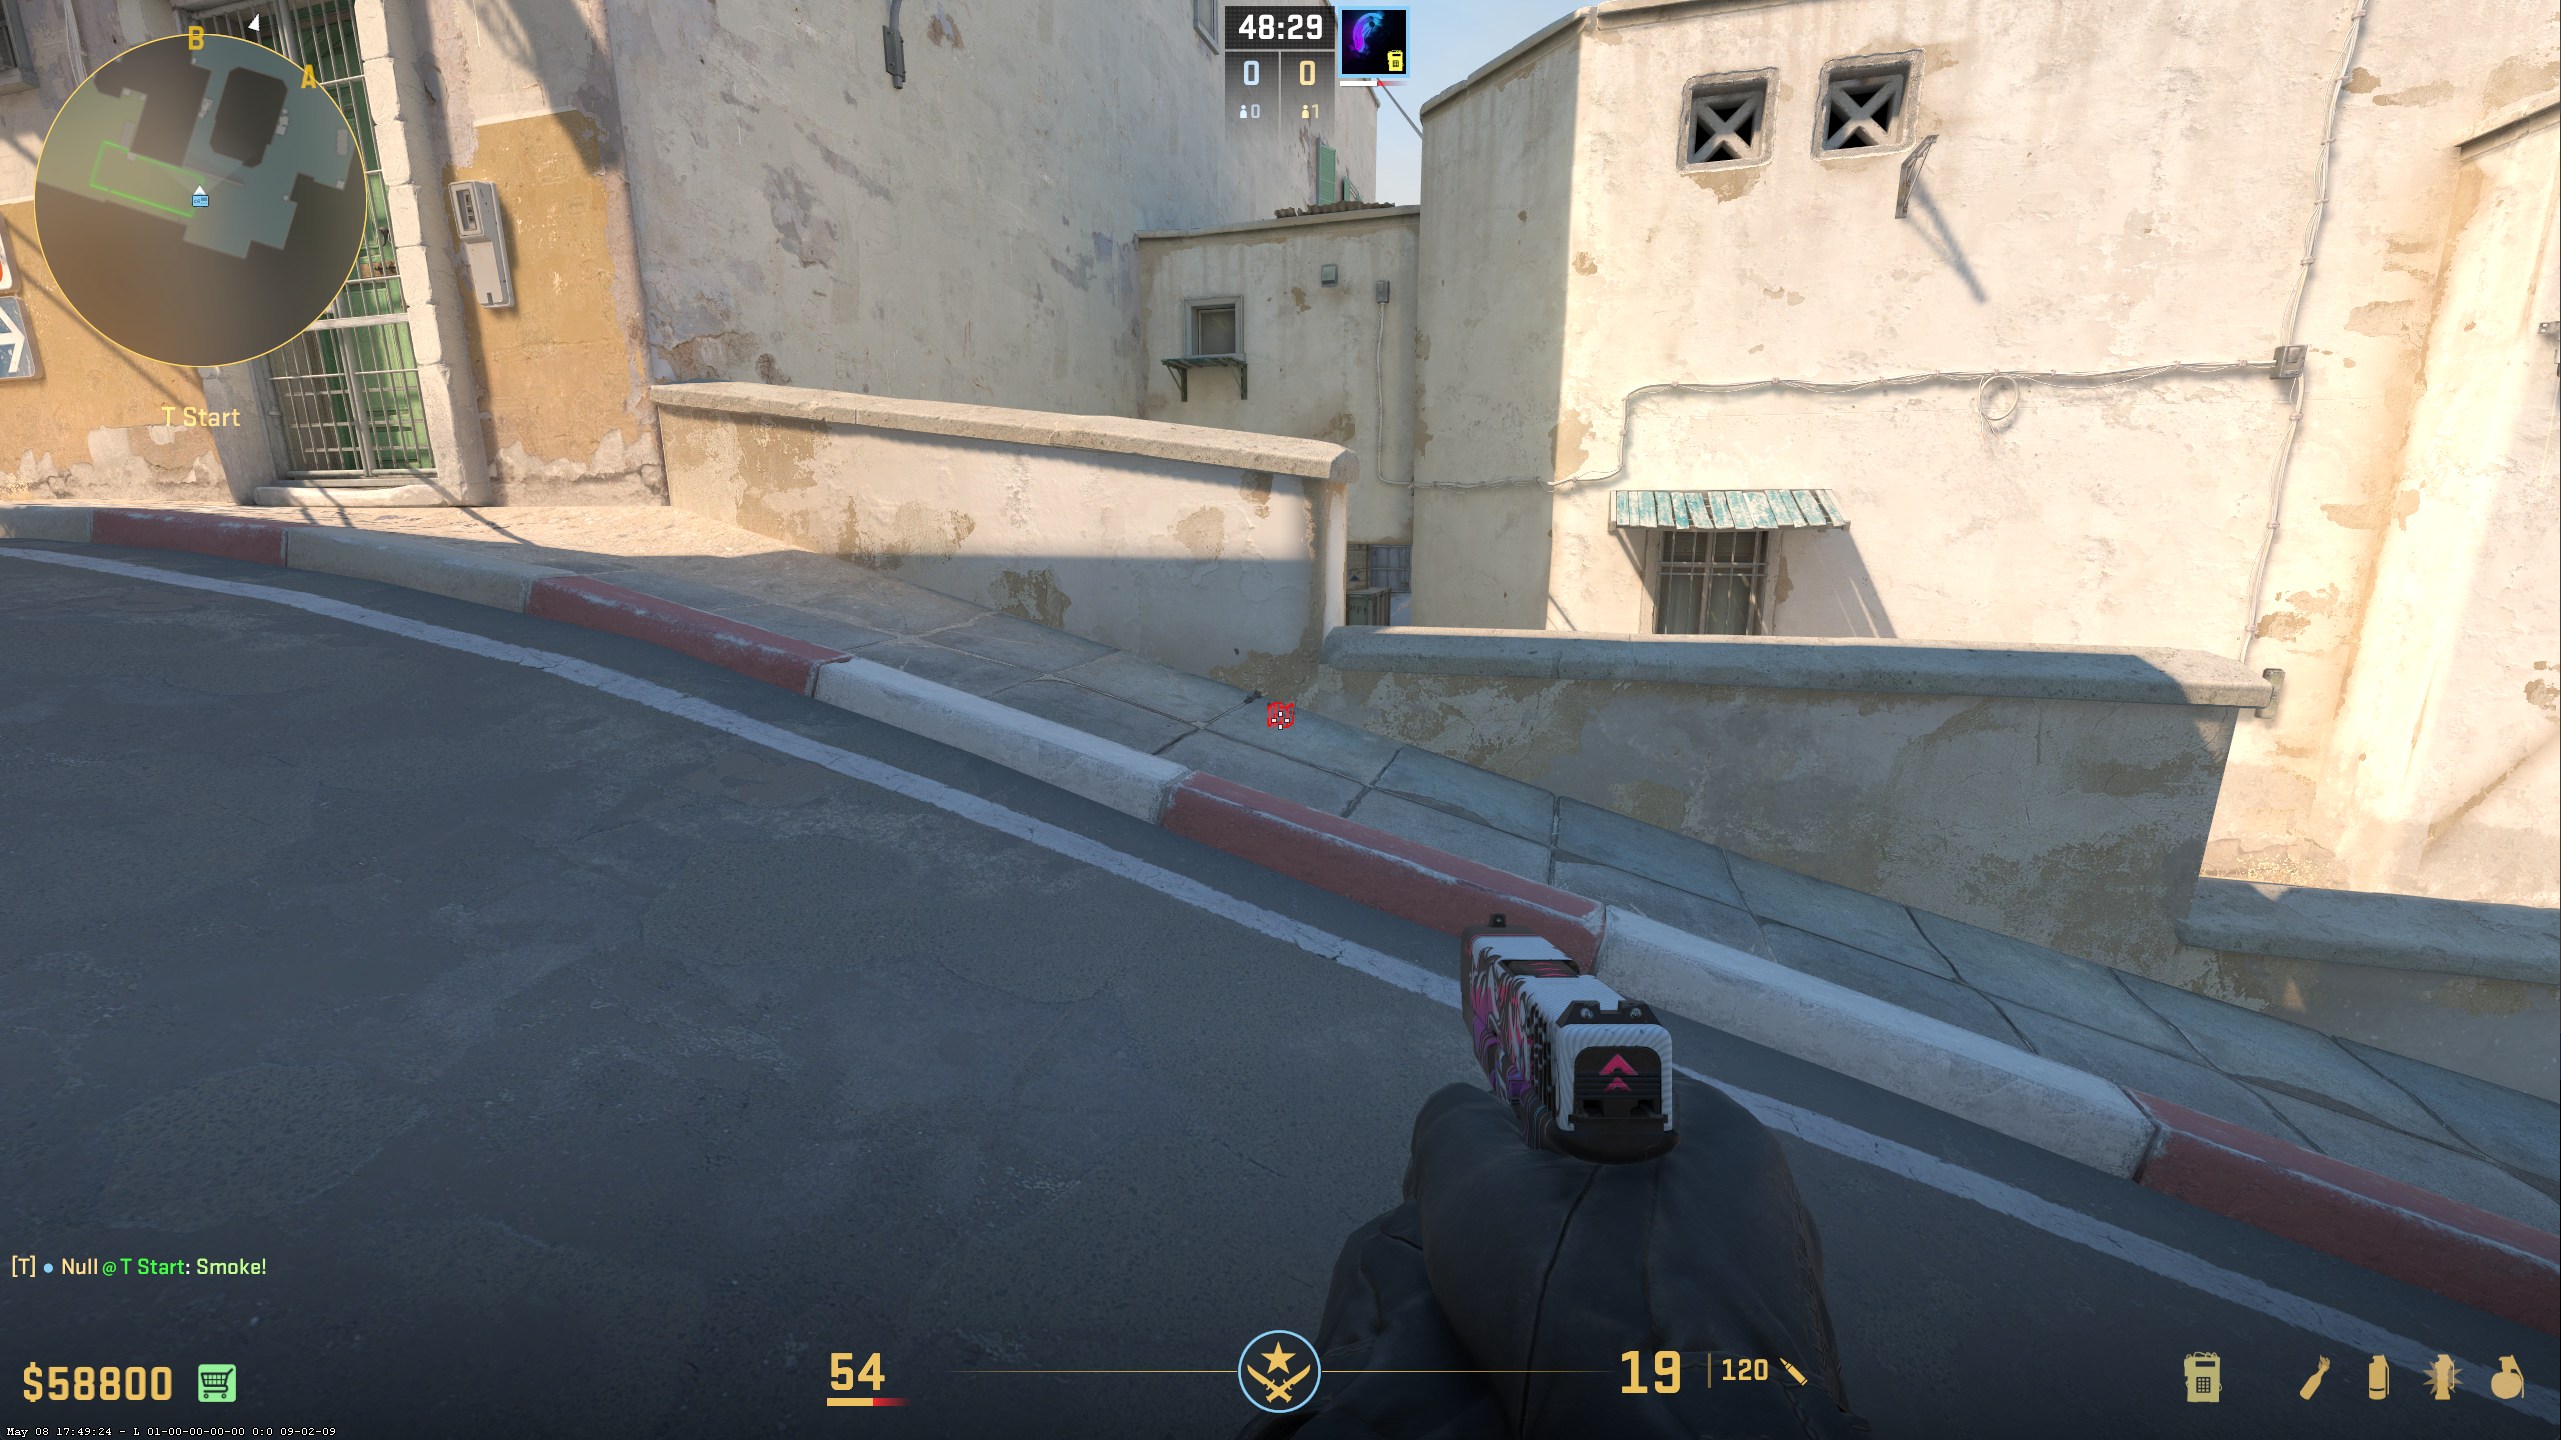 B
A
48:29
0 0
0 1
T Start
[T] • Null @ T Start: Smoke!
$58800
54
19 | 120
May 08 17:49:24 - L 01-00-00-00-00 0:0 09-02-09